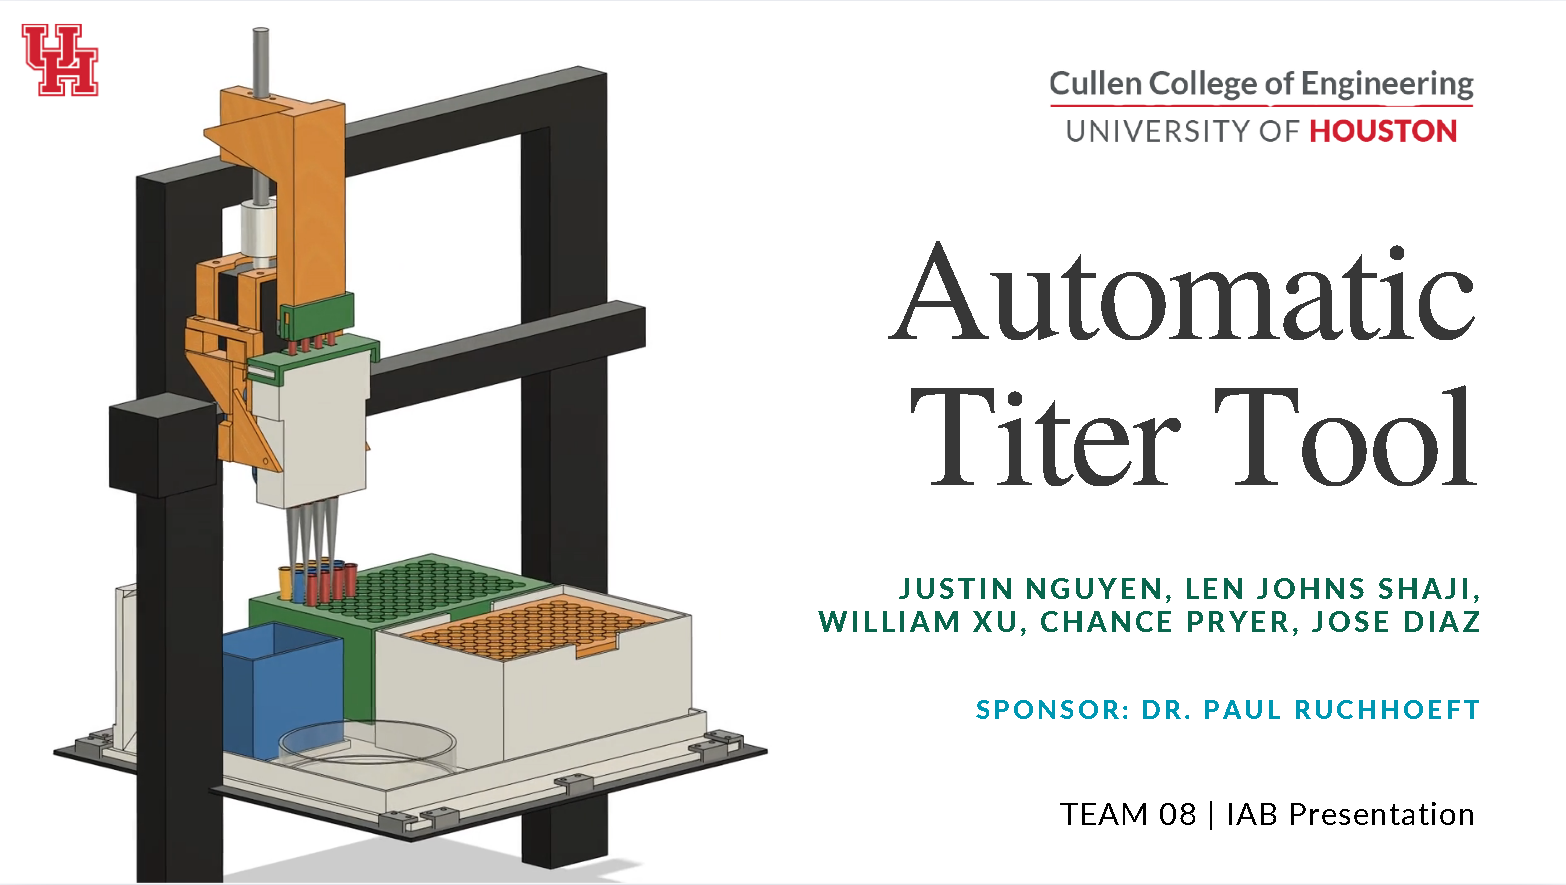 UH
Cullen College of Engineering
UNIVERSITY OF HOUSTON
Automatic
Titer Tool
JUSTIN NGUYEN, LEN JOHNS SHAJI,
WILLIAM XU, CHANCE PRYER, JOSE DIAZ
SPONSOR: DR. PAUL RUCHHOEFT
TEAM 08 | IAB Presentation